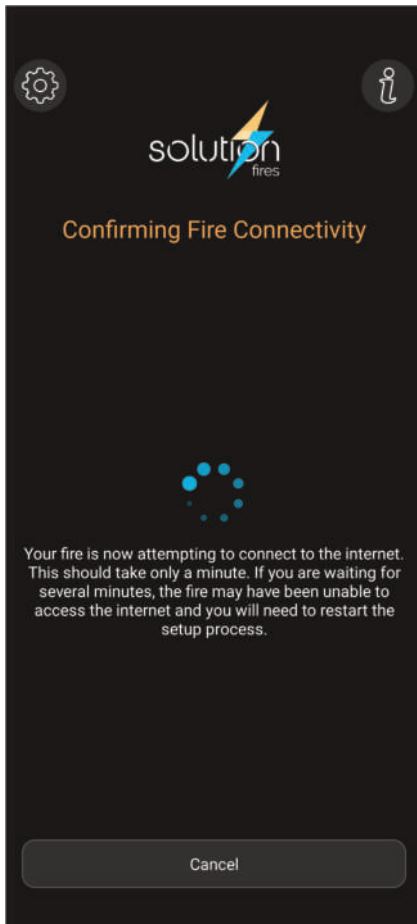 solution
fires
Confirming Fire Connectivity
Your fire is now attempting to connect to the internet.
This should take only a minute. If you are waiting for
several minutes, the fire may have been unable to
access the internet and you will need to restart the
setup process.
Cancel